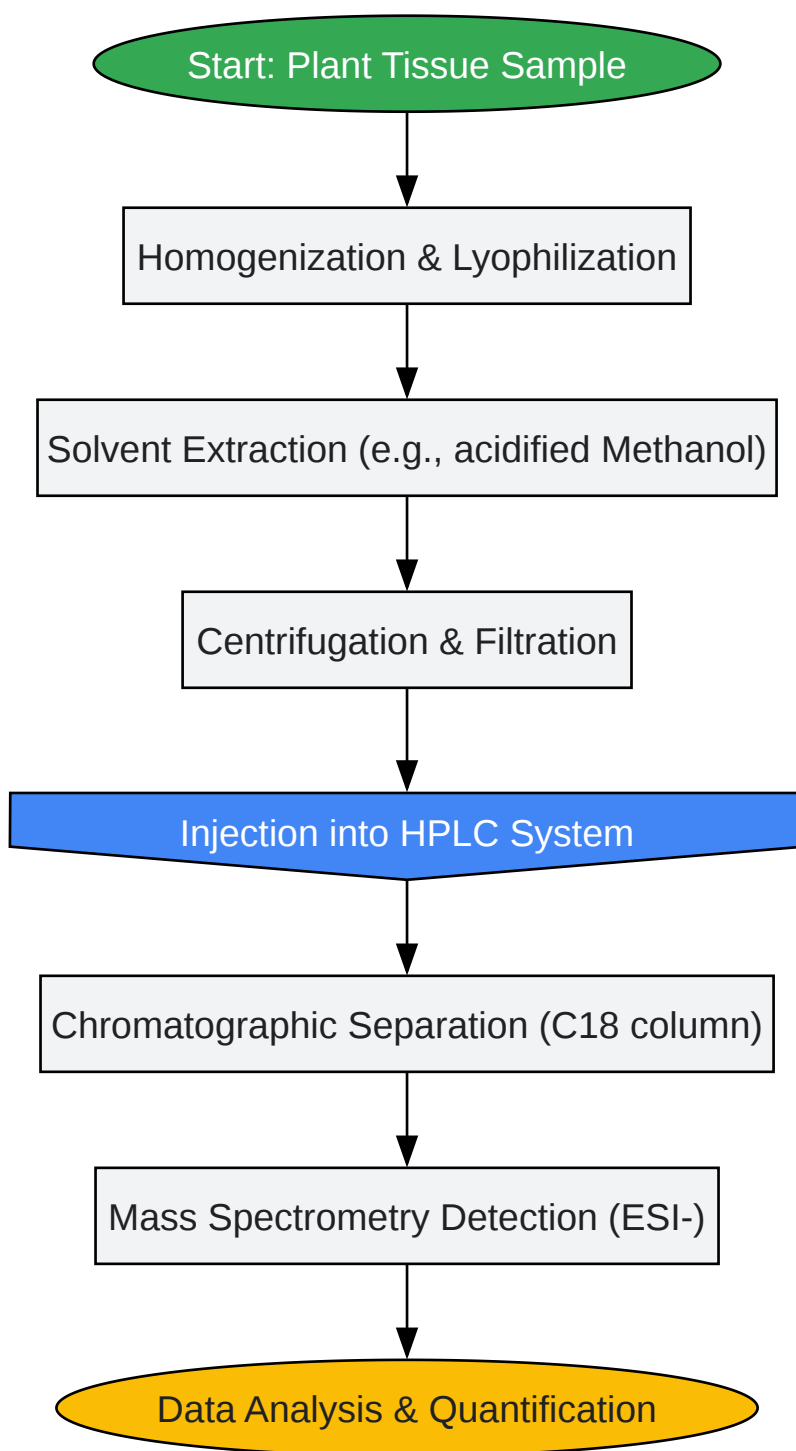 Start: Plant Tissue Sample
Homogenization & Lyophilization
Solvent Extraction (e.g., acidified Methanol)
Centrifugation & Filtration
Injection into HPLC System
Chromatographic Separation (C18 column)
Mass Spectrometry Detection (ESI-)
Data Analysis & Quantification